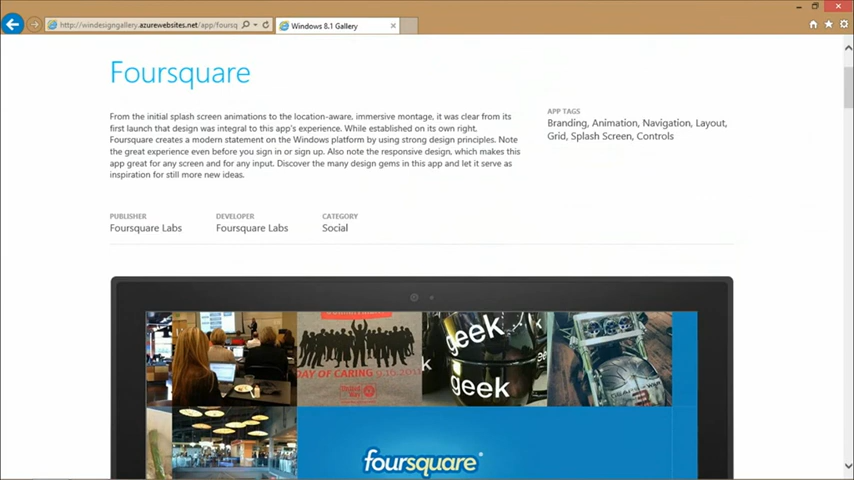 http://windesigngallery.azurewebsites.net/app/foursq
Windows 8.1 Gallery
Foursquare
From the initial splash screen animations to the location-aware, immersive montage, it was clear from its
first launch that design was integral to this app's experience. While established on its own right,
Foursquare creates a modern statement on the Windows platform by using strong design principles. Note
the great experience even before you sign in or sign up. Also note the responsive design, which makes this
app great for any screen and for any input. Discover the many design gems in this app and let it serve as
inspiration for still more new ideas.
APP TAGS
Branding, Animation, Navigation, Layout,
Grid, Splash Screen, Controls
PUBLISHER
Foursquare Labs
DEVELOPER
Foursquare Labs
CATEGORY
Social
DAY OF CARING 9.10.2011
geek
geek
foursquare